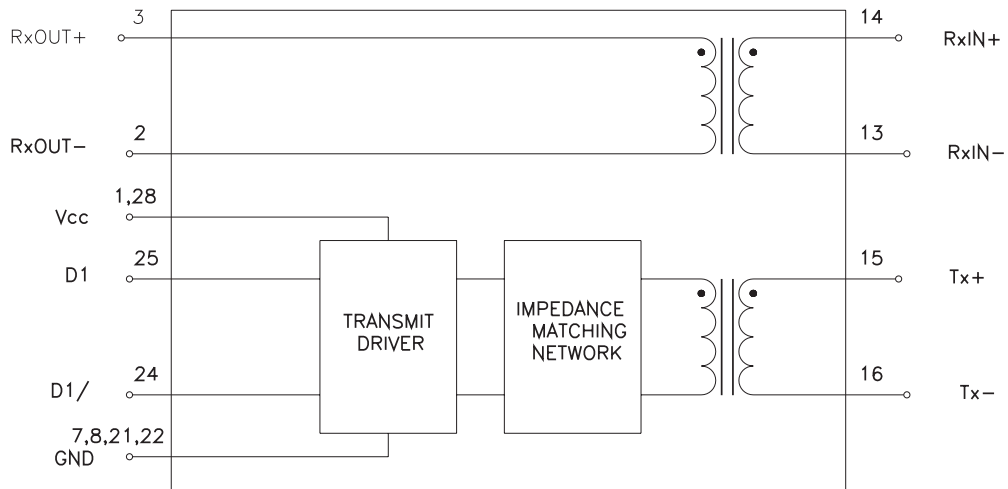 3
14
RxOUT+
RxIN+
2
13
RxOUT-
RxIN-
1,28
Vcc
25
15
D1
Tx+
TRANSMIT
DRIVER
IMPEDANCE
MATCHING
NETWORK
24
16
D1/
Tx-
7,8,21,22
GND